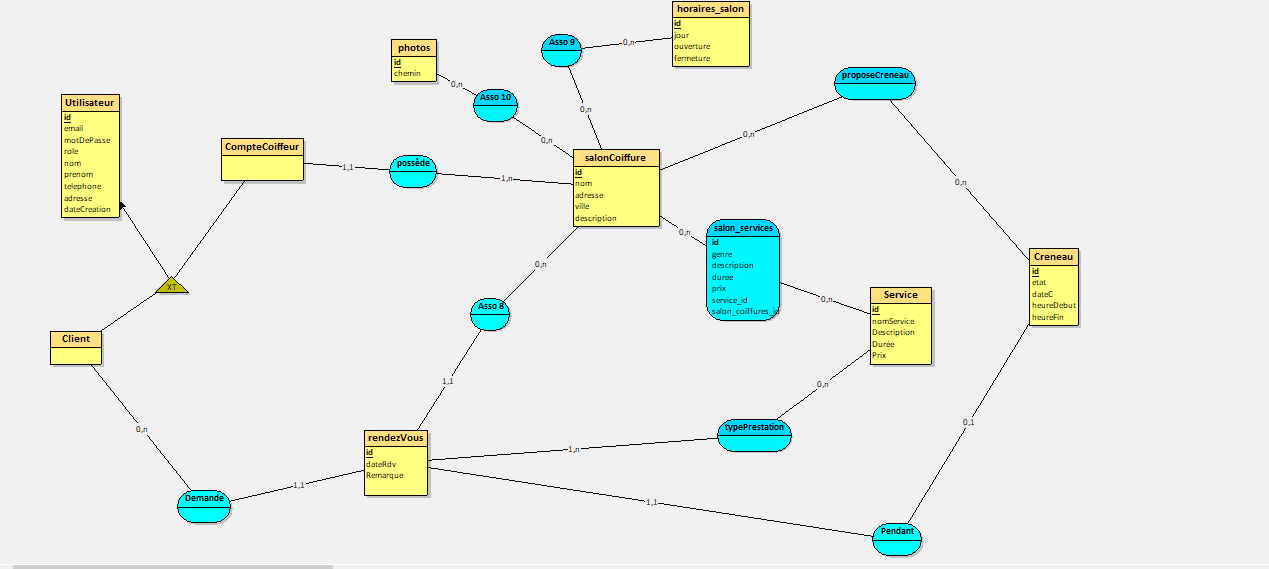 horaires_salon
id
jour
ouverture
fermeture
Asso 9
0,n
0,n
photos
id
chemin
0,n
Asso 10
0,n
proposeCreneau
0,n
0,n
Utilisateur
id
email
motDePasse
role
nom
prenom
telephone
adresse
dateCreation
CompteCoiffeur
1,1
possède
1,n
salonCoiffure
id
nom
adresse
ville
description
0,n
salon_services
id
genre
description
duree
prix
service_id
salon_coiffures_id
0,n
Service
id
nomService
Description
Durée
Prix
Creneau
id
etat
dateC
heureDebut
heureFin
XT
0,n
Asso 8
1,1
Client
0,n
0,n
typePrestation
1,n
0,1
rendezVous
id
dateRdv
Remarque
1,1
Demande
1,1
Pendant